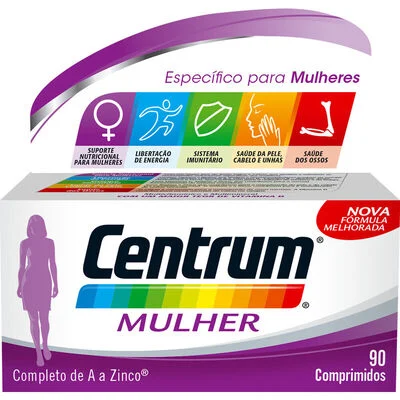 Específico para Mulheres
SUPORTE
NUTRICIONAL
PARA MULHERES
LIBERTAÇÃO
DE ENERGIA
SISTEMA
IMUNITÁRIO
SAÚDE DA PELE,
CABELO E UNHAS
SAÚDE
DOS OSSOS
NOVA
FÓRMULA
MELHORADA
Centrum®
MULHER
Completo de A a Zinco®
90
Comprimidos